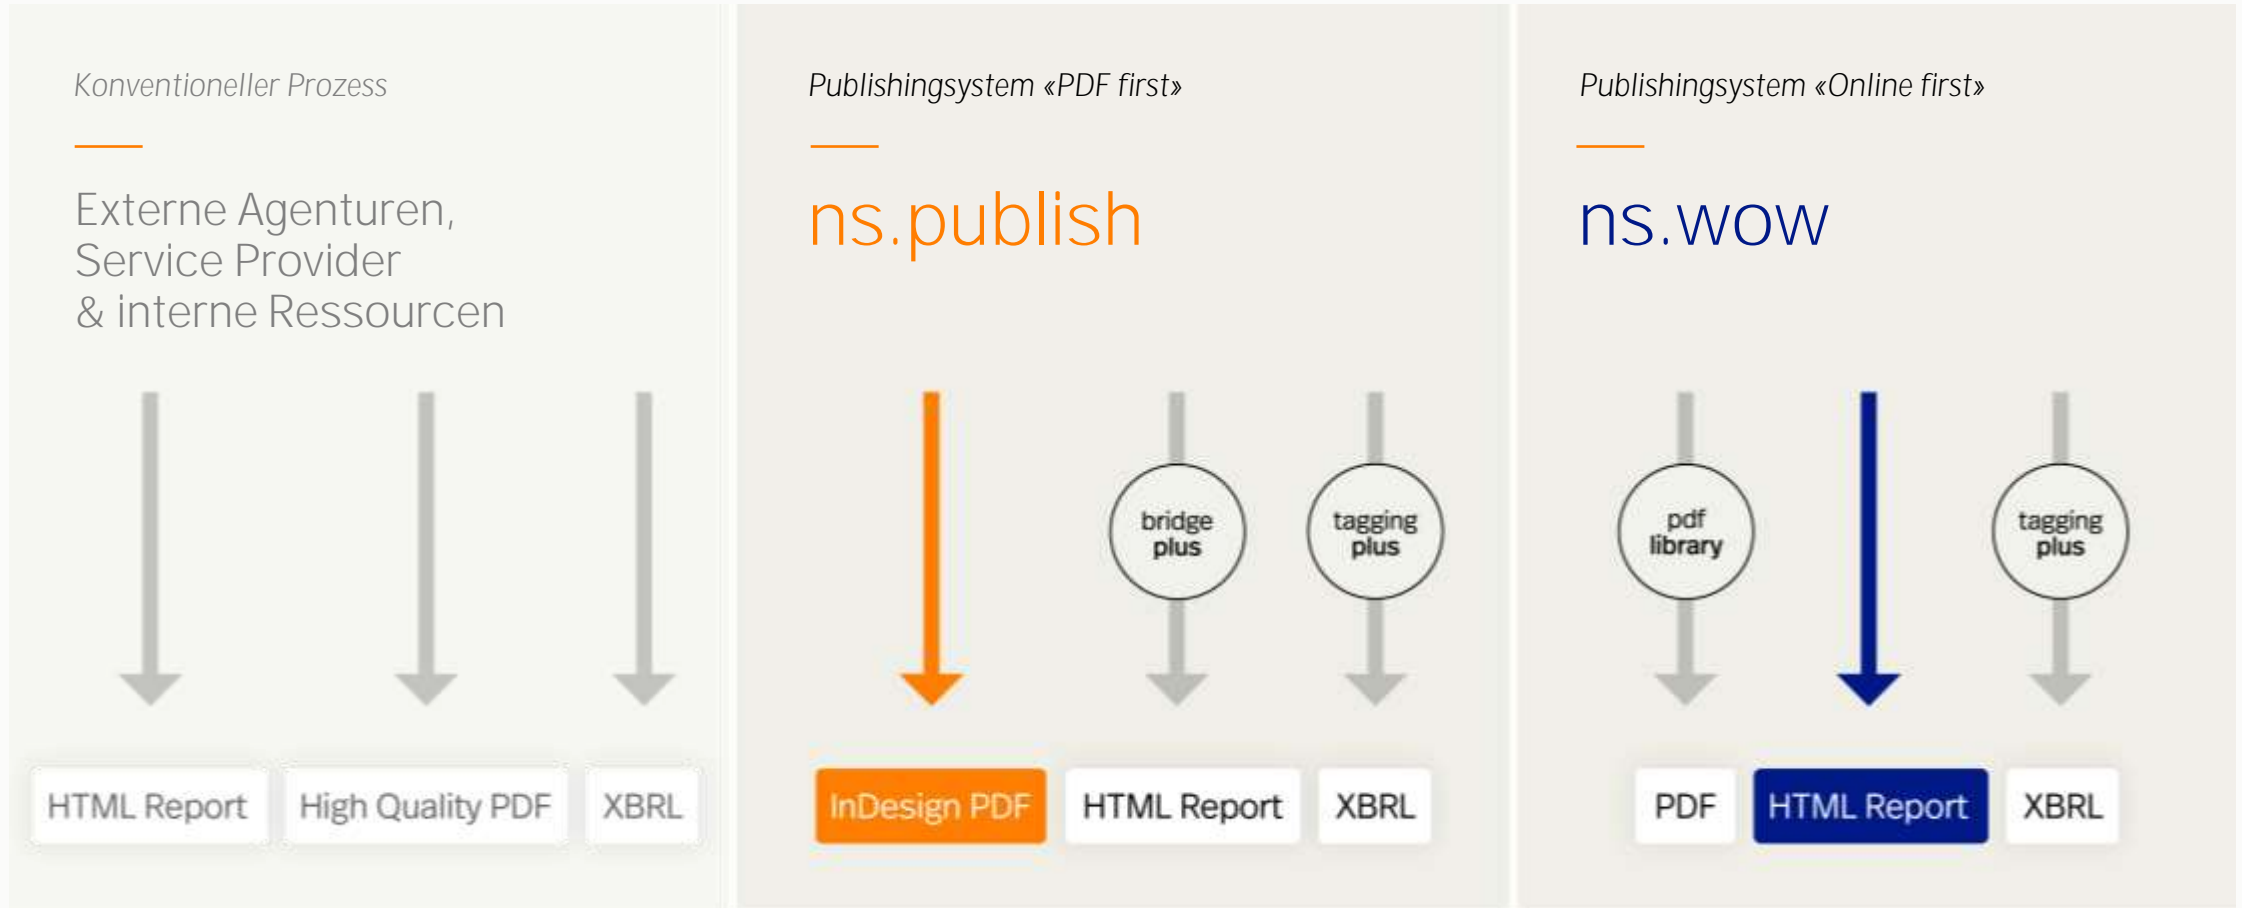 Konventioneller Prozess
Externe Agenturen,
Service Provider
& interne Ressourcen
HTML Report
High Quality PDF
XBRL
Publishingsystem «PDF first»
ns.publish
bridge
plus
tagging
plus
InDesign PDF
HTML Report
XBRL
Publishingsystem «Online first»
ns.wow
pdf
library
tagging
plus
PDF
HTML Report
XBRL